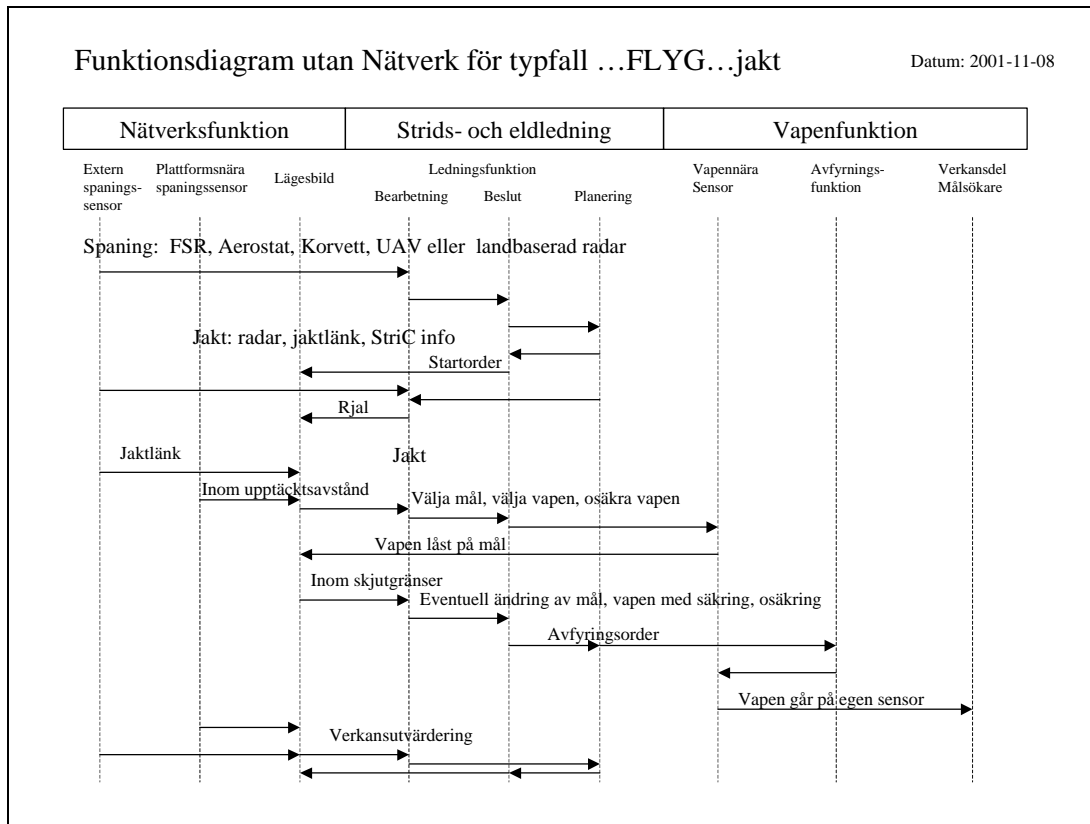 Funktionsdiagram utan Nätverk för typfall …FLYG…jakt
Datum: 2001-11-08
Nätverksfunktion
Strids- och eldledning
Vapenfunktion
Extern
spanings-
sensor
Plattformsnära
spaningssensor
Lägesbild
Ledningsfunktion
Bearbetning
Beslut
Planering
Vapennära
Sensor
Avfyrnings-
funktion
Verkansdel
Målsökare
Spaning: FSR, Aerostat, Korvett, UAV eller landbaserad radar
Jakt: radar, jaktlänk, StriC info
Startorder
Rjal
Jaktlänk
Jakt
Inom upptäcktsavstånd
Välja mål, välja vapen, osäkra vapen
Vapen låst på mål
Inom skjutgränser
Eventuell ändring av mål, vapen med säkring, osäkring
Avfyringsorder
Vapen går på egen sensor
Verkansutvärdering